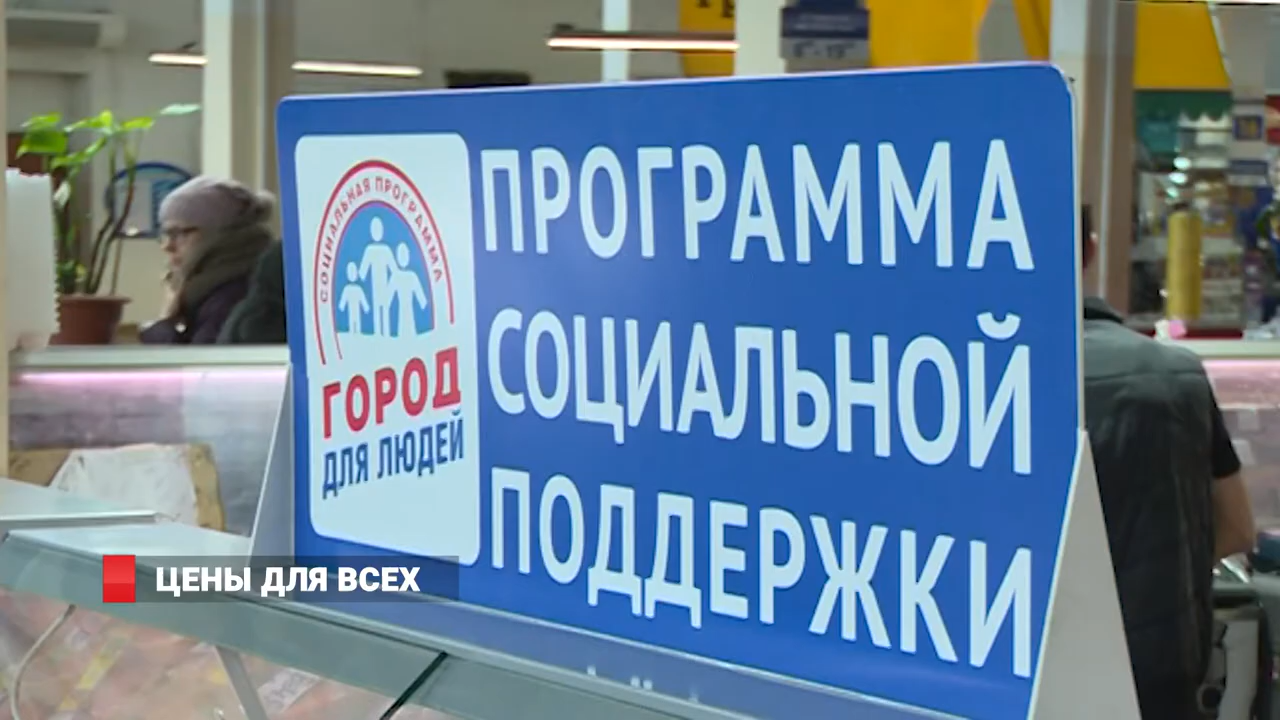 СОЦИАЛЬНАЯ ПРОГРАММА
ГОРОД
ДЛЯ ЛЮДЕЙ
ПРОГРАММА
СОЦИАЛЬНОЙ
ПОДДЕРЖКИ
ЦЕНЫ ДЛЯ ВСЕХ